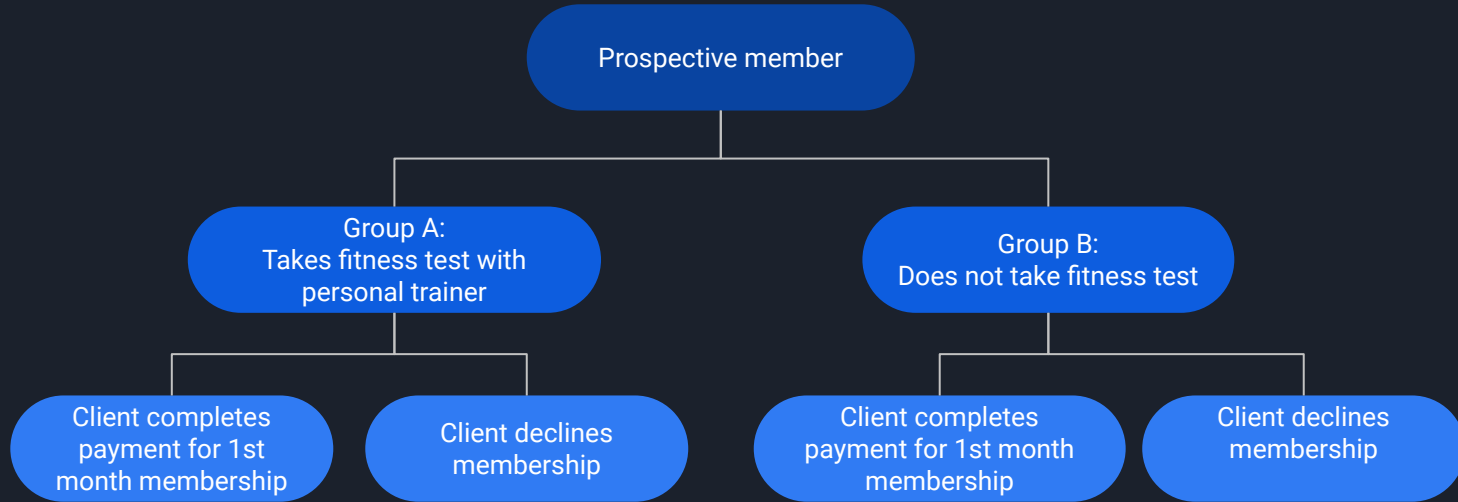 Prospective member
Group A:
Takes fitness test with
personal trainer
Group B:
Does not take fitness test
Client completes
payment for 1st
month membership
Client declines
membership
Client completes
payment for 1st month
membership
Client declines
membership